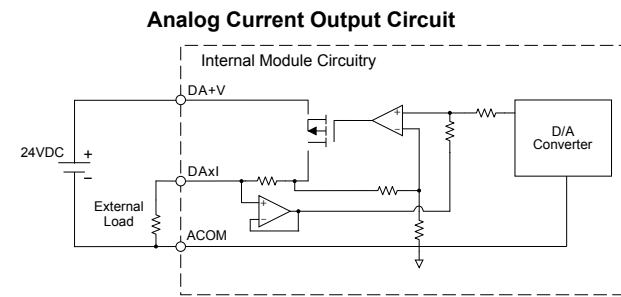 Analog Current Output Circuit
Internal Module Circuitry
DA+V
D/A
Converter
24VDC
+
–
DAxI
External
Load
ACOM
+
–
+
–